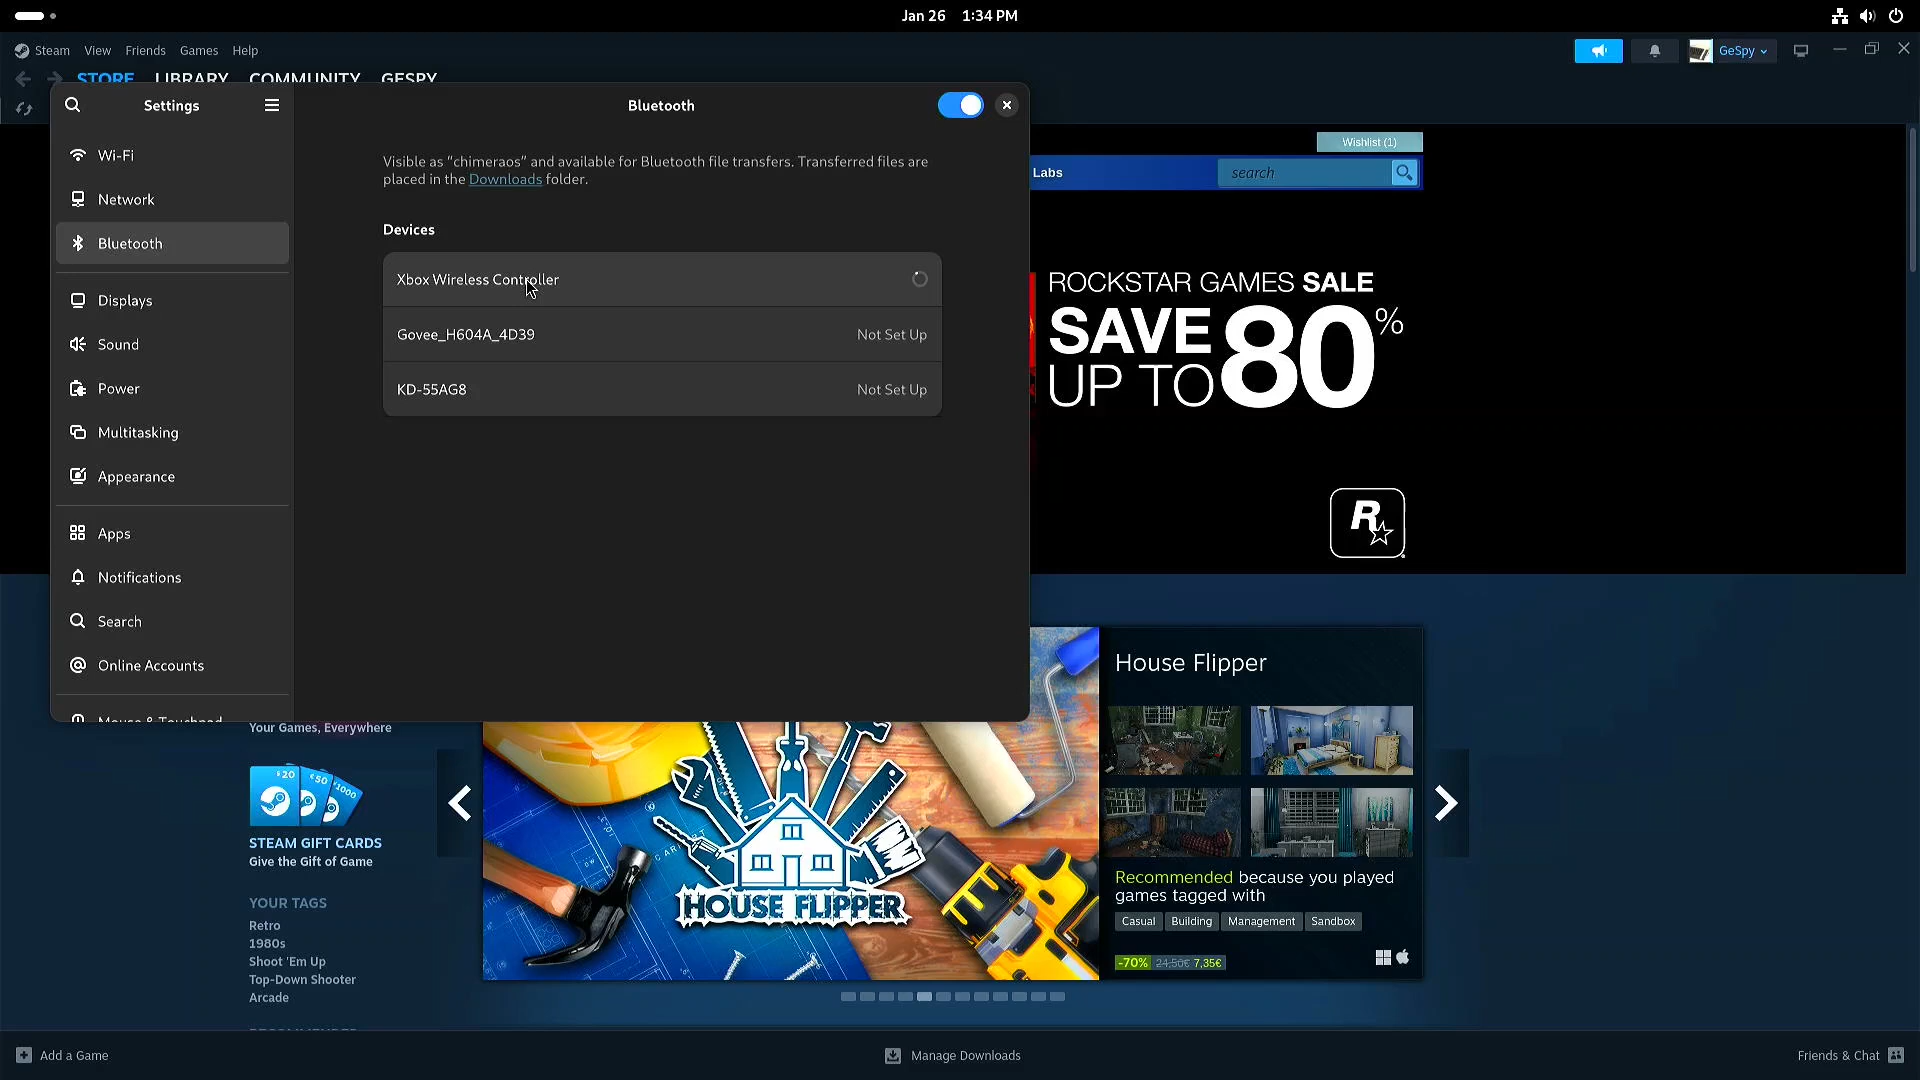 Jan 26 1:34 PM
Steam View Friends Games Help
GeSpy
STORE LIBRARY COMMUNITY GESPY
Settings
Bluetooth
Wi-Fi
Network
Bluetooth
Displays
Sound
Power
Multitasking
Appearance
Apps
Notifications
Search
Online Accounts
Mouse & Touchpad
Visible as "chimeraos" and available for Bluetooth file transfers. Transferred files are
placed in the Downloads folder.
Devices
Xbox Wireless Controller
Govee_H604A_4D39 Not Set Up
KD-55AG8 Not Set Up
Wishlist (1)
Labs
search
ROCKSTAR GAMES SALE
SAVE
UP TO 80%
R
Your Games, Everywhere
$20 €50 ¥1000
STEAM GIFT CARDS
Give the Gift of Game
YOUR TAGS
Retro
1980s
Shoot 'Em Up
Top-Down Shooter
Arcade
HOUSE FLIPPER
House Flipper
Recommended because you played
games tagged with
Casual Building Management Sandbox
-70% 24,50€ 7,35€
Add a Game
Manage Downloads
Friends & Chat